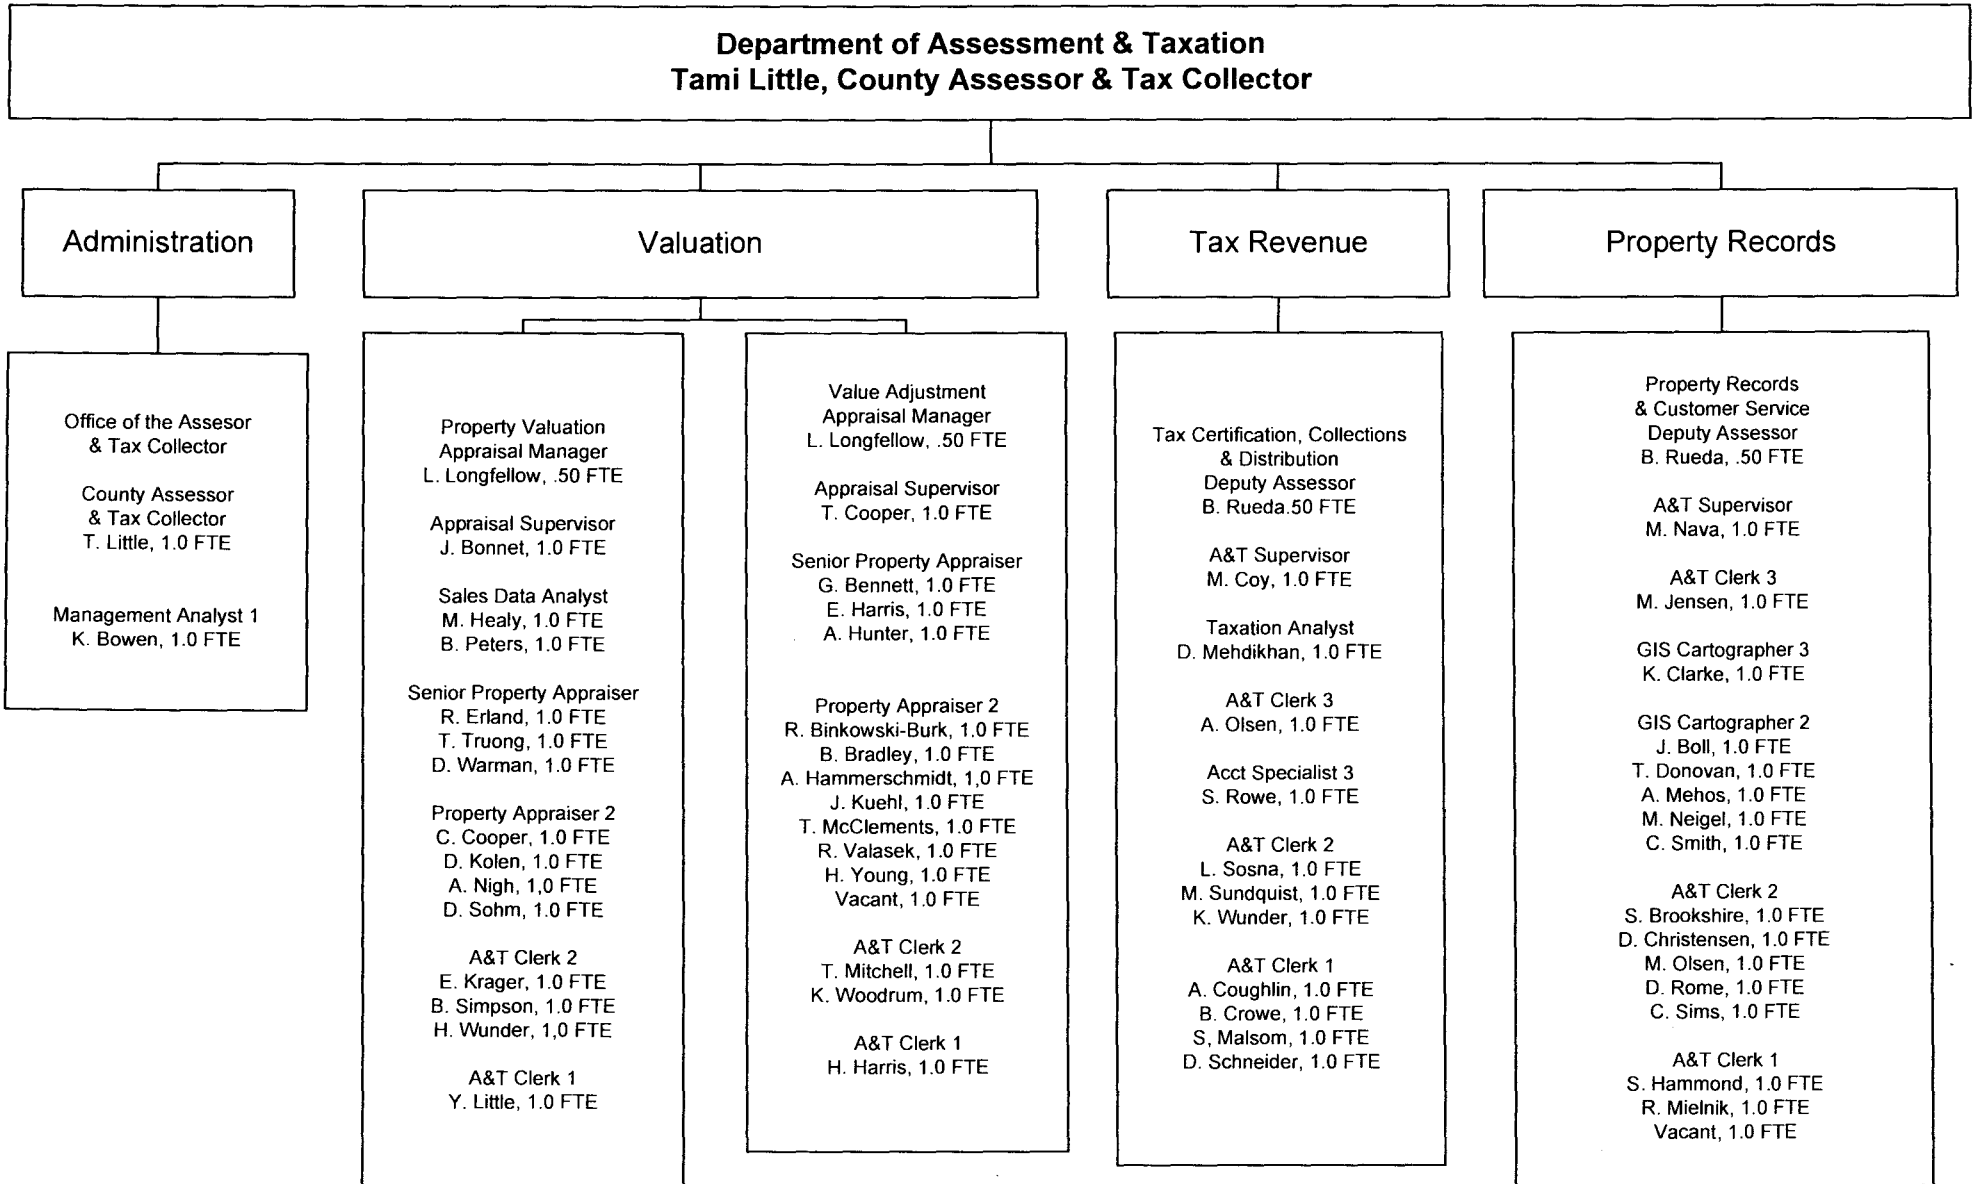 Department of Assessment & Taxation
Tami Little, County Assessor & Tax Collector
Administration
Valuation
Tax Revenue
Property Records
Office of the Assesor
& Tax Collector
County Assessor
& Tax Collector
T. Little, 1.0 FTE
Management Analyst 1
K. Bowen, 1.0 FTE
Property Valuation
Appraisal Manager
L. Longfellow, .50 FTE
Appraisal Supervisor
J. Bonnet, 1.0 FTE
Sales Data Analyst
M. Healy, 1.0 FTE
B. Peters, 1.0 FTE
Senior Property Appraiser
R. Erland, 1.0 FTE
T. Truong, 1.0 FTE
D. Warman, 1.0 FTE
Property Appraiser 2
C. Cooper, 1.0 FTE
D. Kolen, 1.0 FTE
A. Nigh, 1,0 FTE
D. Sohm, 1.0 FTE
A&T Clerk 2
E. Krager, 1.0 FTE
B. Simpson, 1.0 FTE
H. Wunder, 1,0 FTE
A&T Clerk 1
Y. Little, 1.0 FTE
Value Adjustment
Appraisal Manager
L. Longfellow, .50 FTE
Appraisal Supervisor
T. Cooper, 1.0 FTE
Senior Property Appraiser
G. Bennett, 1.0 FTE
E. Harris, 1.0 FTE
A. Hunter, 1.0 FTE
Property Appraiser 2
R. Binkowski-Burk, 1.0 FTE
B. Bradley, 1.0 FTE
A. Hammerschmidt, 1,0 FTE
J. Kuehl, 1.0 FTE
T. McClements, 1.0 FTE
R. Valasek, 1.0 FTE
H. Young, 1.0 FTE
Vacant, 1.0 FTE
A&T Clerk 2
T. Mitchell, 1.0 FTE
K. Woodrum, 1.0 FTE
A&T Clerk 1
H. Harris, 1.0 FTE
Tax Certification, Collections
& Distribution
Deputy Assessor
B. Rueda.50 FTE
A&T Supervisor
M. Coy, 1.0 FTE
Taxation Analyst
D. Mehdikhan, 1.0 FTE
A&T Clerk 3
A. Olsen, 1.0 FTE
Acct Specialist 3
S. Rowe, 1.0 FTE
A&T Clerk 2
L. Sosna, 1.0 FTE
M. Sundquist, 1.0 FTE
K. Wunder, 1.0 FTE
A&T Clerk 1
A. Coughlin, 1.0 FTE
B. Crowe, 1.0 FTE
S, Malsom, 1.0 FTE
D. Schneider, 1.0 FTE
Property Records
& Customer Service
Deputy Assessor
B. Rueda, .50 FTE
A&T Supervisor
M. Nava, 1.0 FTE
A&T Clerk 3
M. Jensen, 1.0 FTE
GIS Cartographer 3
K. Clarke, 1.0 FTE
GIS Cartographer 2
J. Boll, 1.0 FTE
T. Donovan, 1.0 FTE
A. Mehos, 1.0 FTE
M. Neigel, 1.0 FTE
C. Smith, 1.0 FTE
A&T Clerk 2
S. Brookshire, 1.0 FTE
D. Christensen, 1.0 FTE
M. Olsen, 1.0 FTE
D. Rome, 1.0 FTE
C. Sims, 1.0 FTE
A&T Clerk 1
S. Hammond, 1.0 FTE
R. Mielnik, 1.0 FTE
Vacant, 1.0 FTE